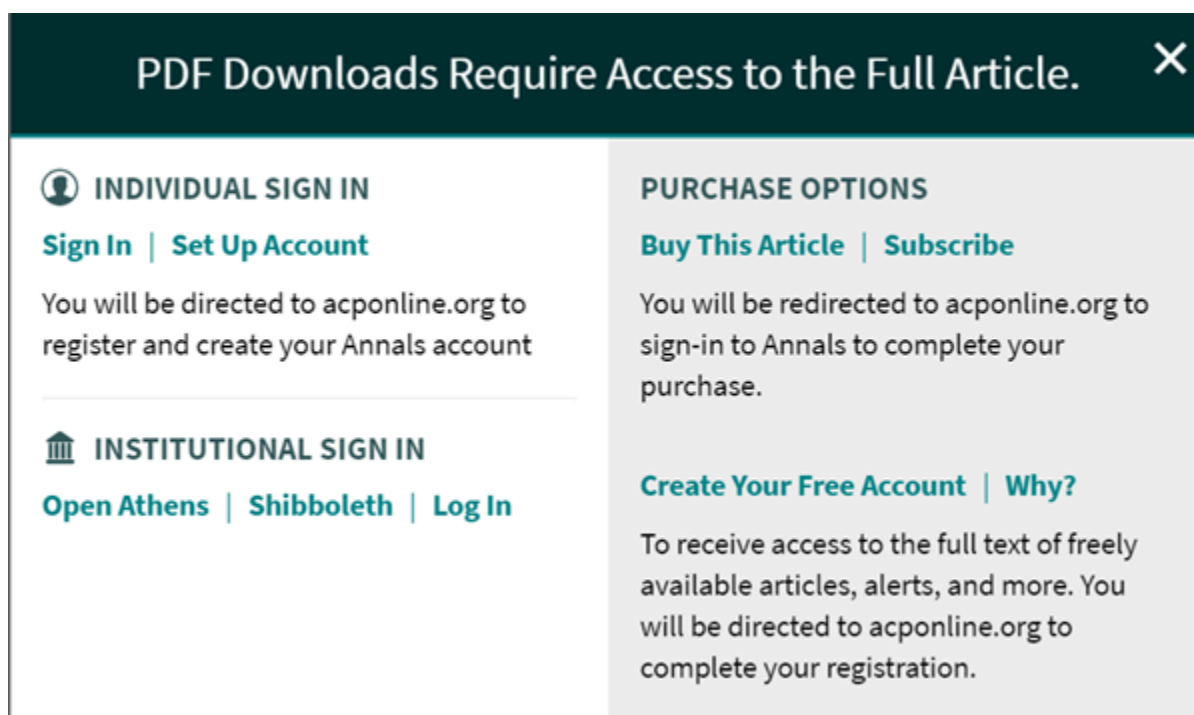 PDF Downloads Require Access to the Full Article.
INDIVIDUAL SIGN IN
Sign In | Set Up Account
You will be directed to acponline.org to
register and create your Annals account
INSTITUTIONAL SIGN IN
Open Athens | Shibboleth | Log In
PURCHASE OPTIONS
Buy This Article | Subscribe
You will be redirected to acponline.org to
sign-in to Annals to complete your
purchase.
Create Your Free Account | Why?
To receive access to the full text of freely
available articles, alerts, and more. You
will be directed to acponline.org to
complete your registration.